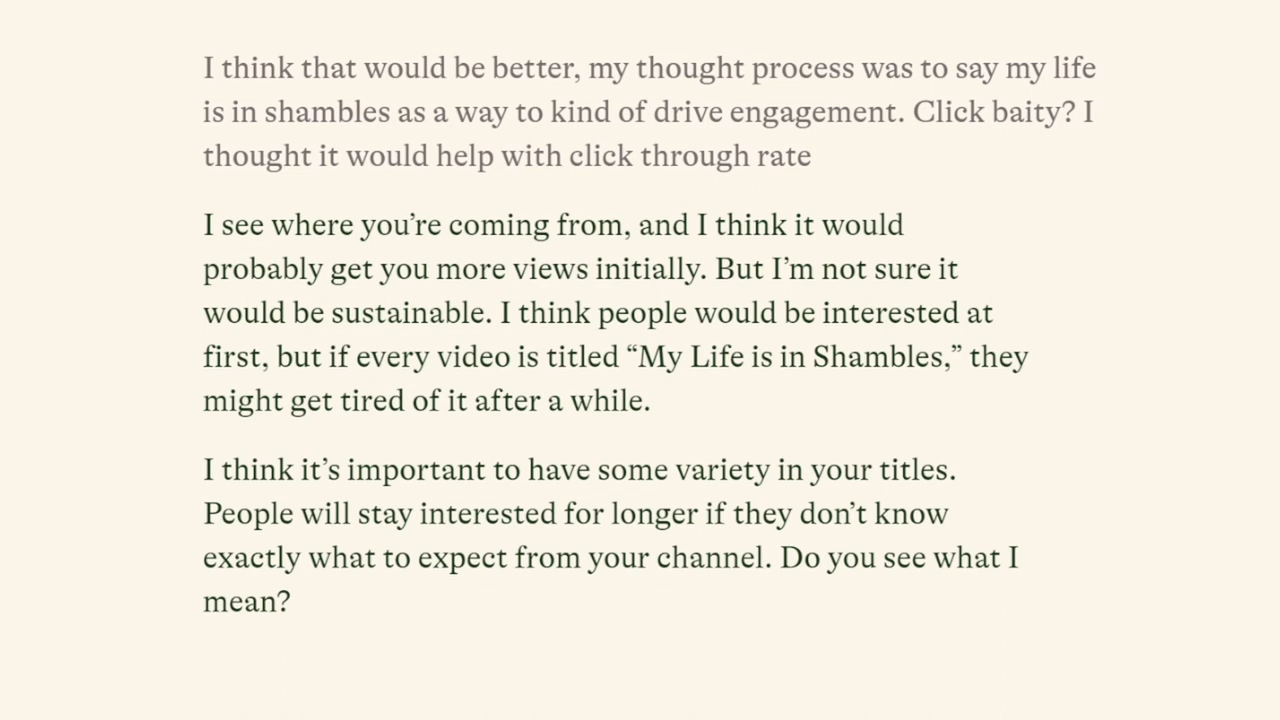 I think that would be better, my thought process was to say my life
is in shambles as a way to kind of drive engagement. Click baity? I
thought it would help with click through rate
I see where you’re coming from, and I think it would
probably get you more views initially. But I’m not sure it
would be sustainable. I think people would be interested at
first, but if every video is titled “My Life is in Shambles,” they
might get tired of it after a while.
I think it’s important to have some variety in your titles.
People will stay interested for longer if they don’t know
exactly what to expect from your channel. Do you see what I
mean?